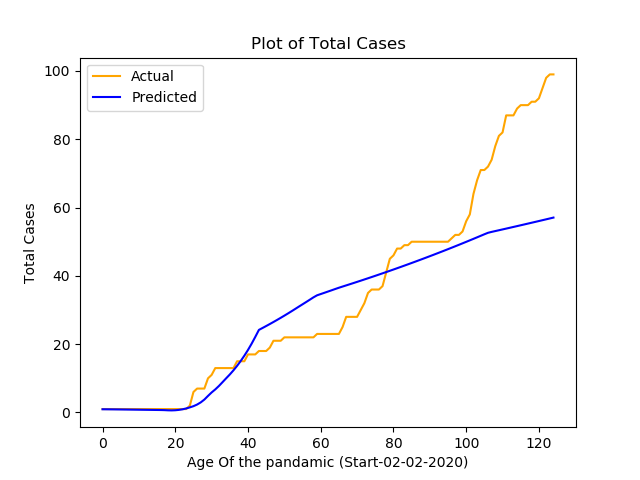 Plot of Total Cases
Actual
Predicted
100
80
60
40
20
0
Total Cases
0 20 40 60 80 100 120
Age Of the pandamic (Start-02-02-2020)